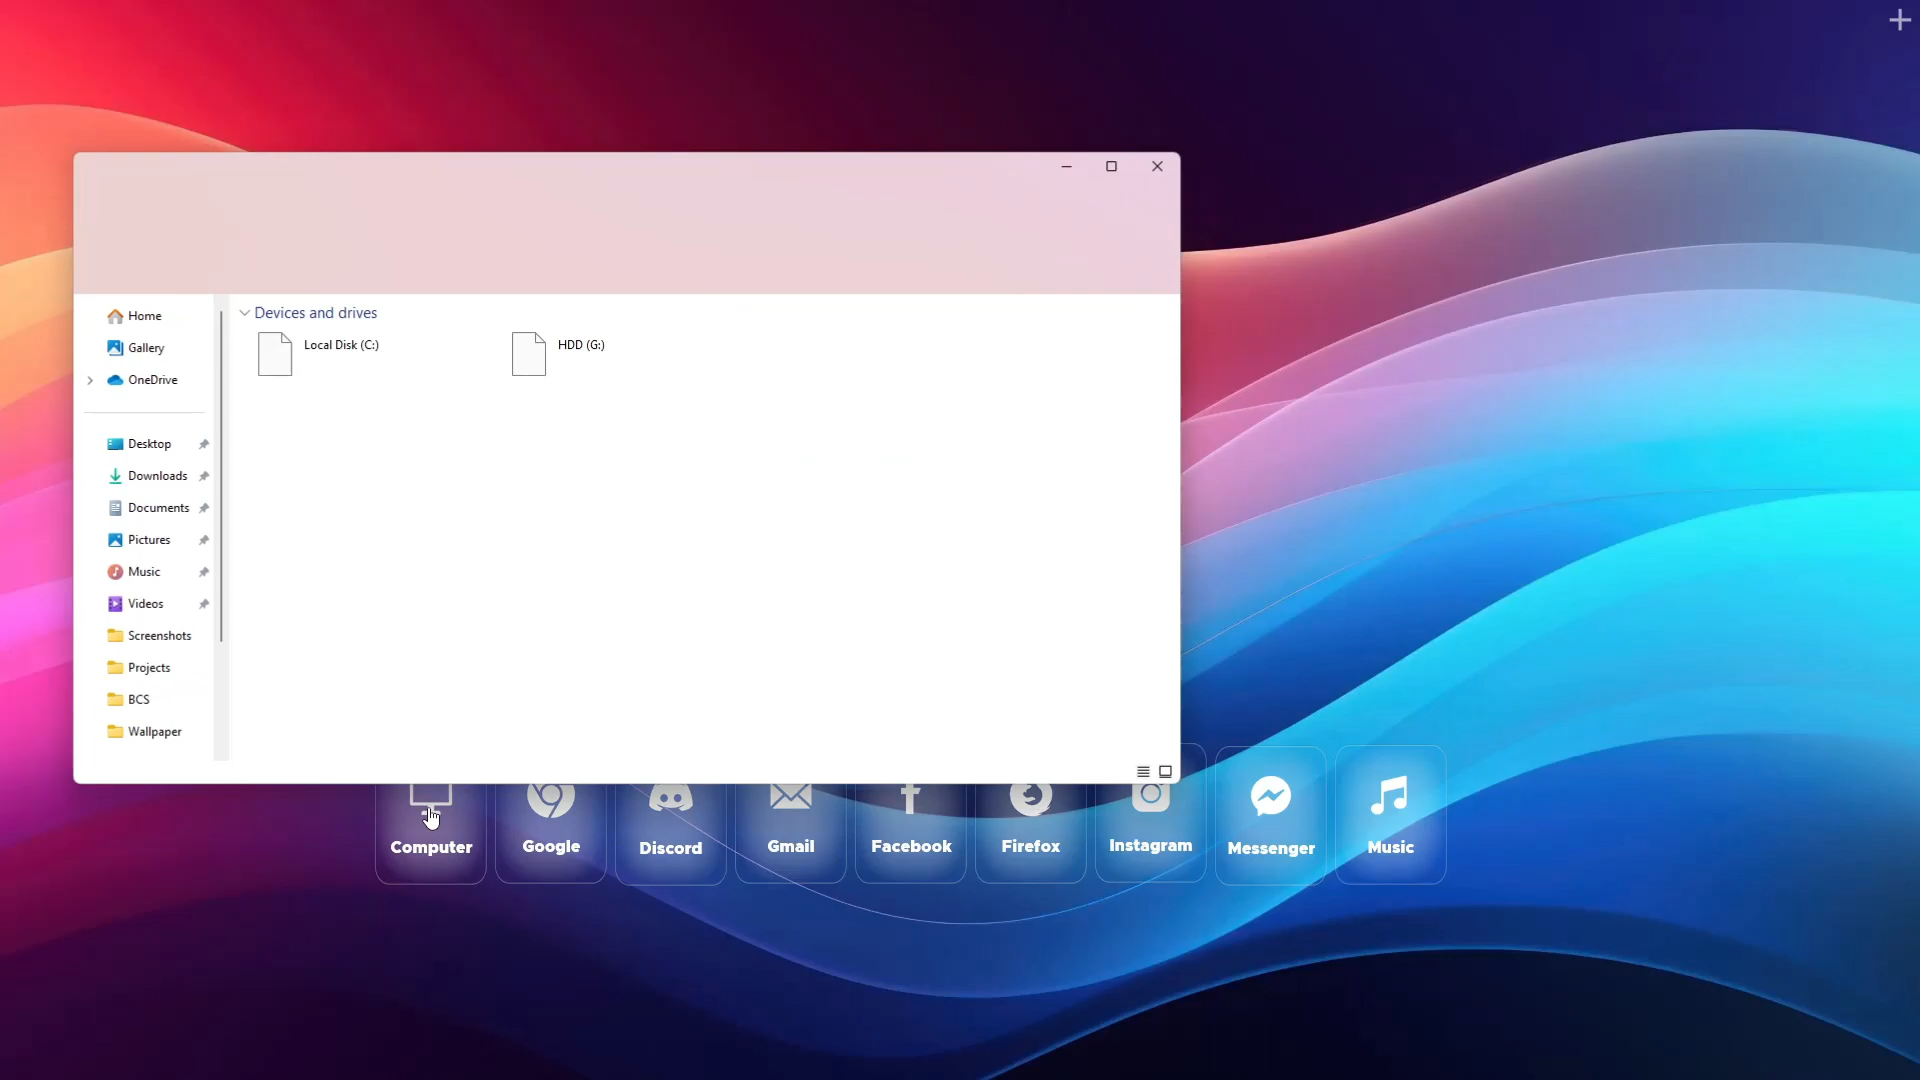 Home
Gallery
OneDrive
Desktop
Downloads
Documents
Pictures
Music
Videos
Screenshots
Projects
BCS
Wallpaper
Devices and drives
Local Disk (C:)
HDD (G:)
Computer
Google
Discord
Gmail
Facebook
Firefox
Instagram
Messenger
Music